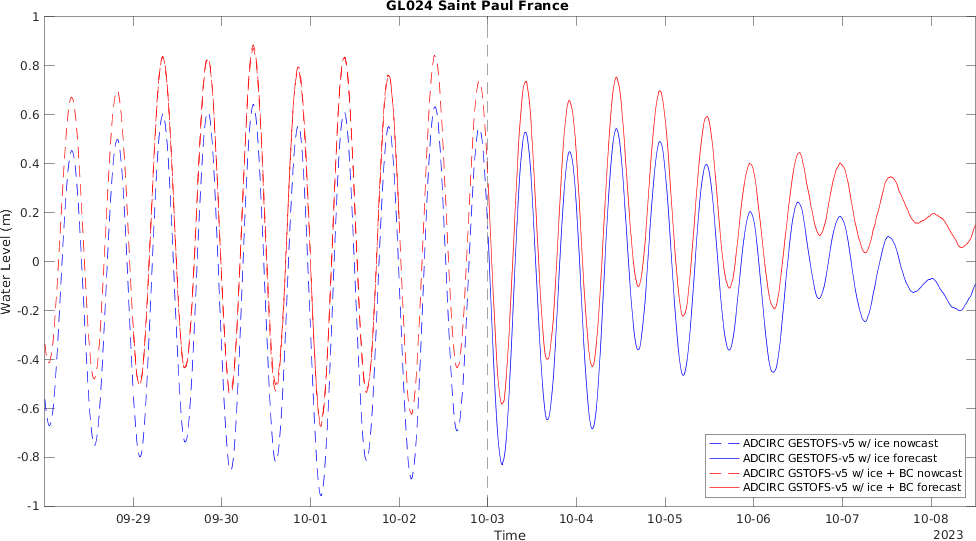 GL024 Saint Paul France
1
0.8
0.6
0.4
0.2
0
-0.2
-0.4
-0.6
-0.8
-1
Water Level (m)
ADCIRC GESTOFS-v5 w/ ice nowcast
ADCIRC GESTOFS-v5 w/ ice forecast
ADCIRC GSTOFS-v5 w/ ice + BC nowcast
ADCIRC GSTOFS-v5 w/ ice + BC forecast
09-29 09-30 10-01 10-02 10-03 10-04 10-05 10-06 10-07 10-08
Time
2023